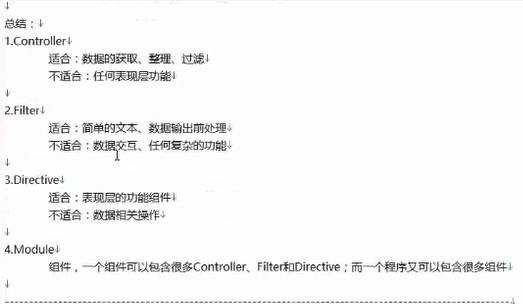 总结：
1.Controller
适合：数据的获取、整理、过滤
不适合：任何表现层功能
2.Filter
适合：简单的文本、数据输出前处理
不适合：数据交互、任何复杂的功能
3.Directive
适合：表现层的功能组件
不适合：数据相关操作
4.Module
组件，一个组件可以包含很多Controller、Filter和Directive；而一个程序又可以包含很多组件